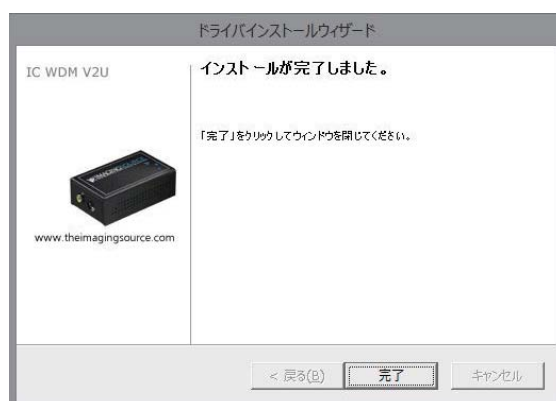 ドライバインストールウィザード
IC WDM V2U
インストールが完了しました。
「完了」をクリックしてウィンドウを閉じてください。
www.theimagingsource.com
< 戻る(B)
完了
キャンセル